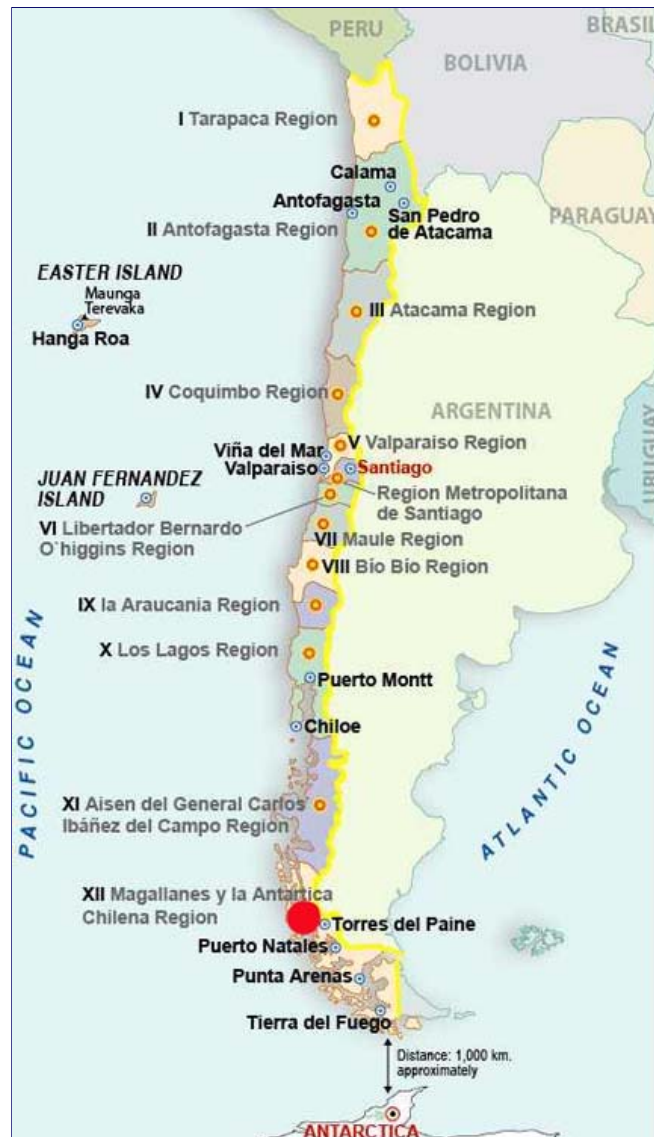 PERU
BRASIL
BOLIVIA
I Tarapaca Region
Calama
Antofagasta
San Pedro
de Atacama
PARAGUAY
II Antofagasta Region
EASTER ISLAND
Maunga
Terevaka
Hanga Roa
III Atacama Region
IV Coquimbo Region
ARGENTINA
URUGUAY
V Valparaiso Region
Viña del Mar
Valparaiso
Santiago
JUAN FERNANDEZ
ISLAND
Region Metropolitana
de Santiago
VI Libertador Bernardo
O`higgins Region
VII Maule Region
VIII Bío Bío Region
IX la Araucania Region
X Los Lagos Region
Puerto Montt
Chiloe
PACIFIC OCEAN
ATLANTIC OCEAN
XI Aisen del General Carlos
Ibáñez del Campo Region
XII Magallanes y la Antartica
Chilena Region
Torres del Paine
Puerto Natales
Punta Arenas
Tierra del Fuego
Distance: 1,000 km.
approximately
ANTARCTICA